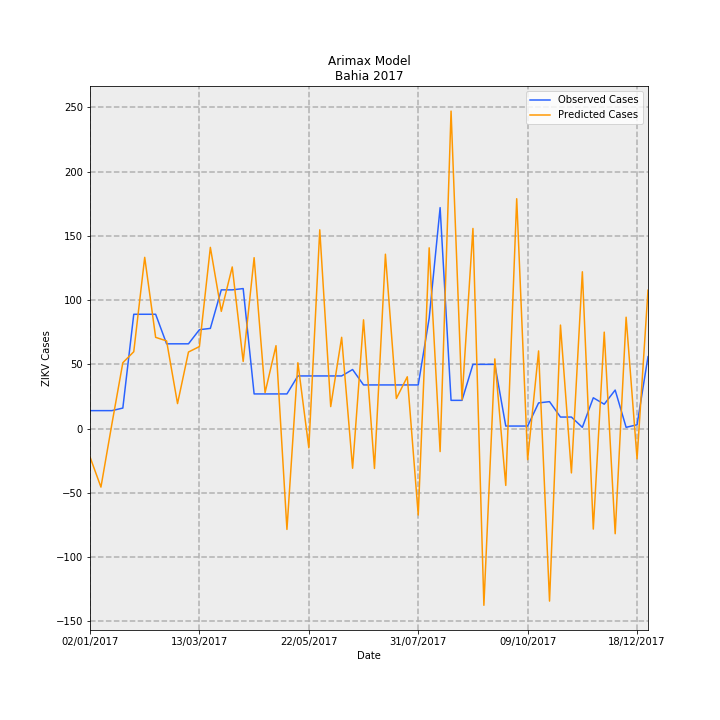 Arimax Model
Bahia 2017
Observed Cases
Predicted Cases
250
200
150
100
50
0
−50
−100
−150
ZIKV Cases
02/01/2017 13/03/2017 22/05/2017 31/07/2017 09/10/2017 18/12/2017
Date